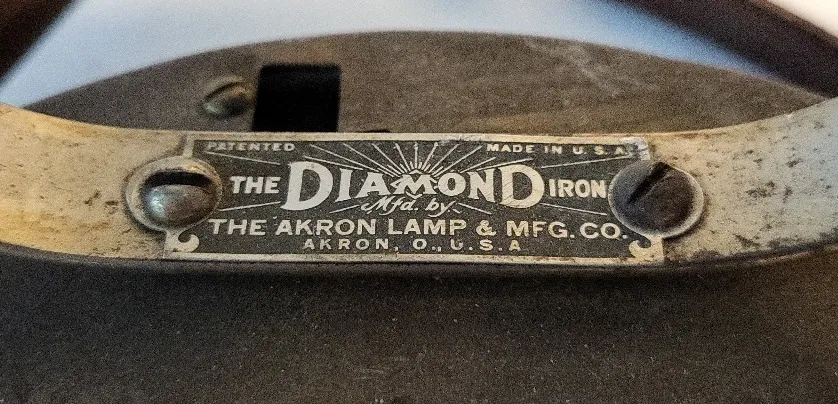 PATENTED MADE IN U.S.A.
THE DIAMOND IRON
Mfd. by.
THE AKRON LAMP & MFG. CO.
AKRON, O., U.S.A